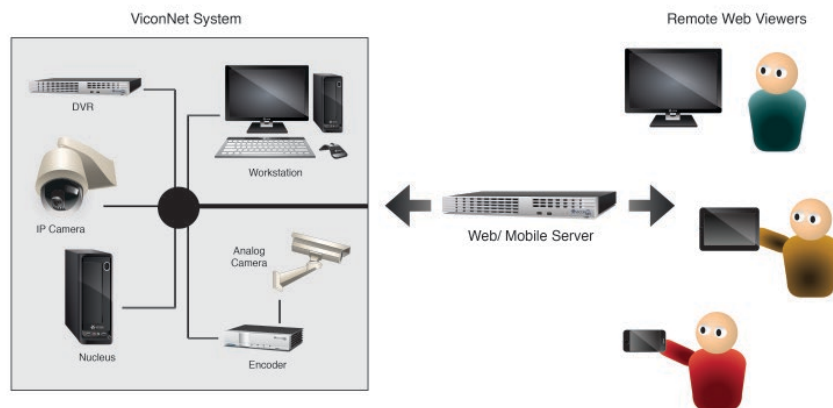 ViconNet System
Remote Web Viewers
DVR
Workstation
IP Camera
Analog
Camera
Web/ Mobile Server
Nucleus
Encoder